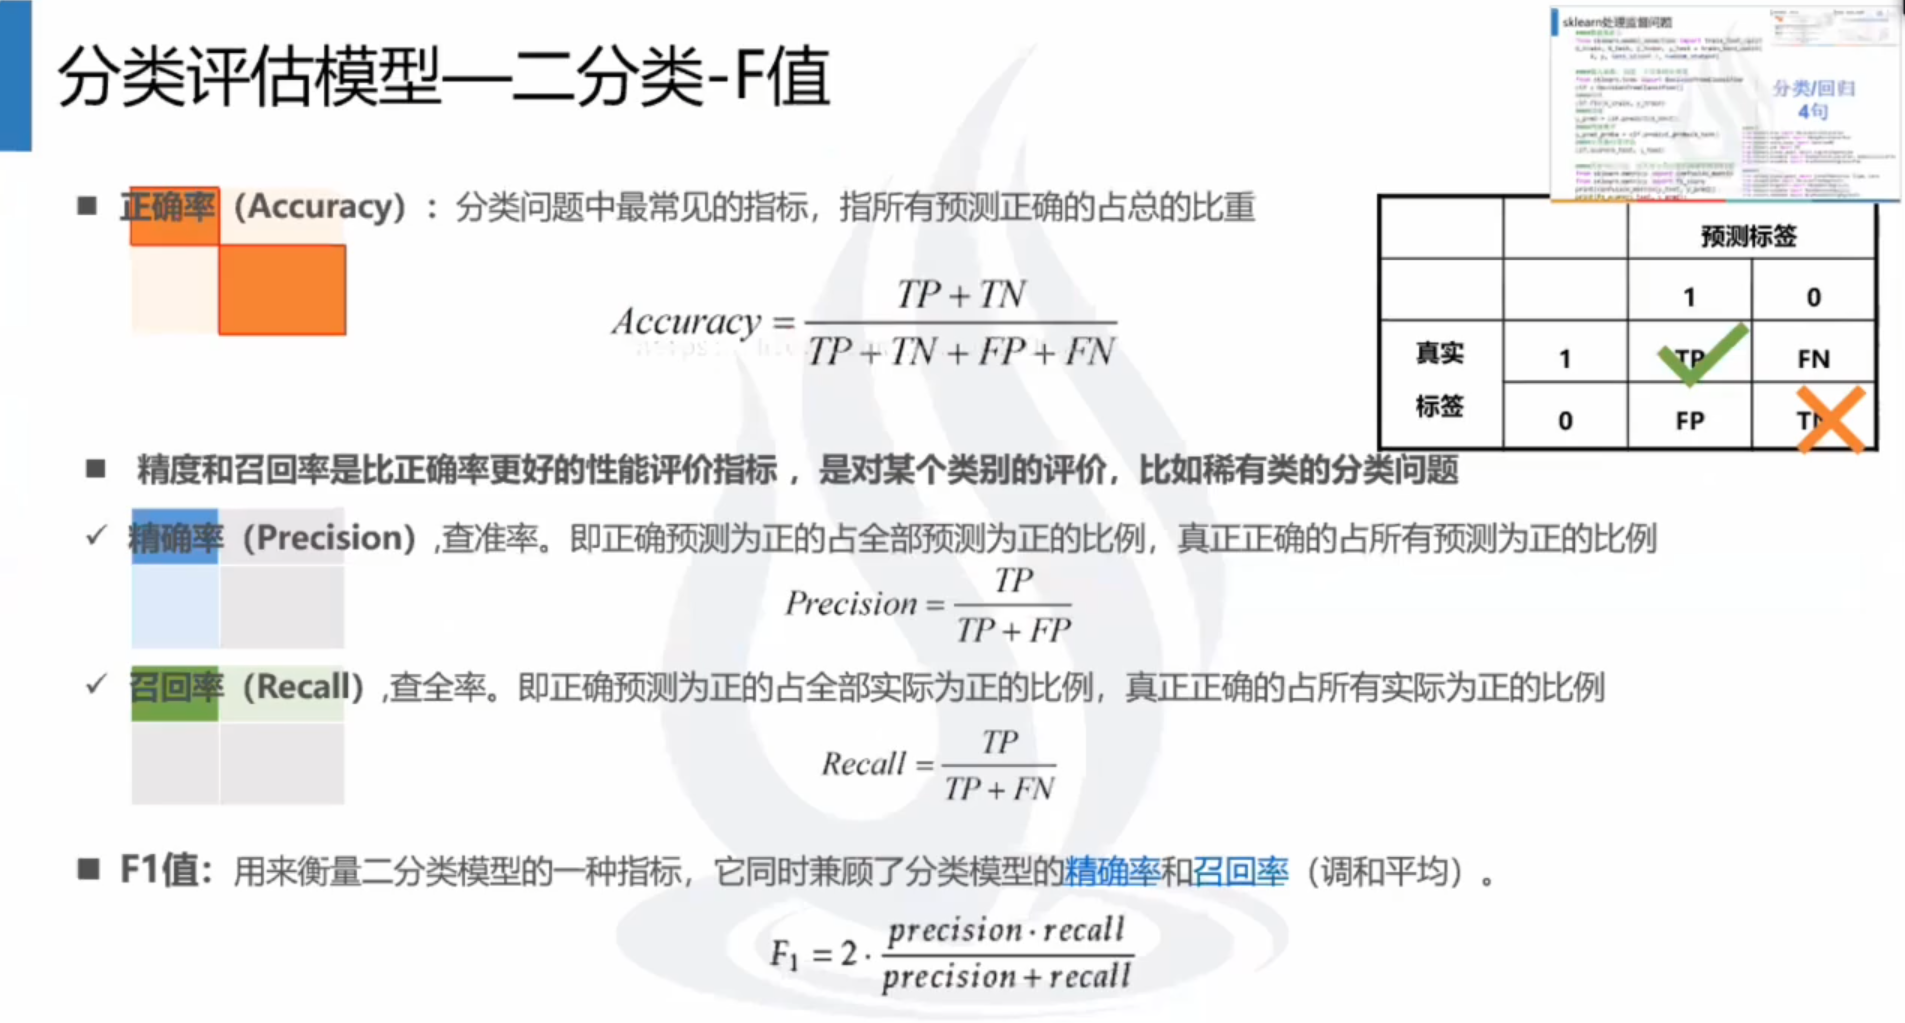 分类评估模型—二分类-F值
sklearn处理监督问题
分类/回归
4句
■ 正确率（Accuracy）：分类问题中最常见的指标，指所有预测正确的占总的比重
Accuracy = (TP + TN) / (TP + TN + FP + FN)
预测标签
1 0
真实 1 TP FN
标签 0 FP TN
■ 精度和召回率是比正确率更好的性能评价指标，是对某个类别的评价，比如稀有类的分类问题
✓ 精确率（Precision）,查准率。即正确预测为正的占全部预测为正的比例，真正正确的占所有预测为正的比例
Precision = TP / (TP + FP)
✓ 召回率（Recall）,查全率。即正确预测为正的占全部实际为正的比例，真正正确的占所有实际为正的比例
Recall = TP / (TP + FN)
■ F1值：用来衡量二分类模型的一种指标，它同时兼顾了分类模型的精确率和召回率（调和平均）。
F₁ = 2 · (precision · recall) / (precision + recall)